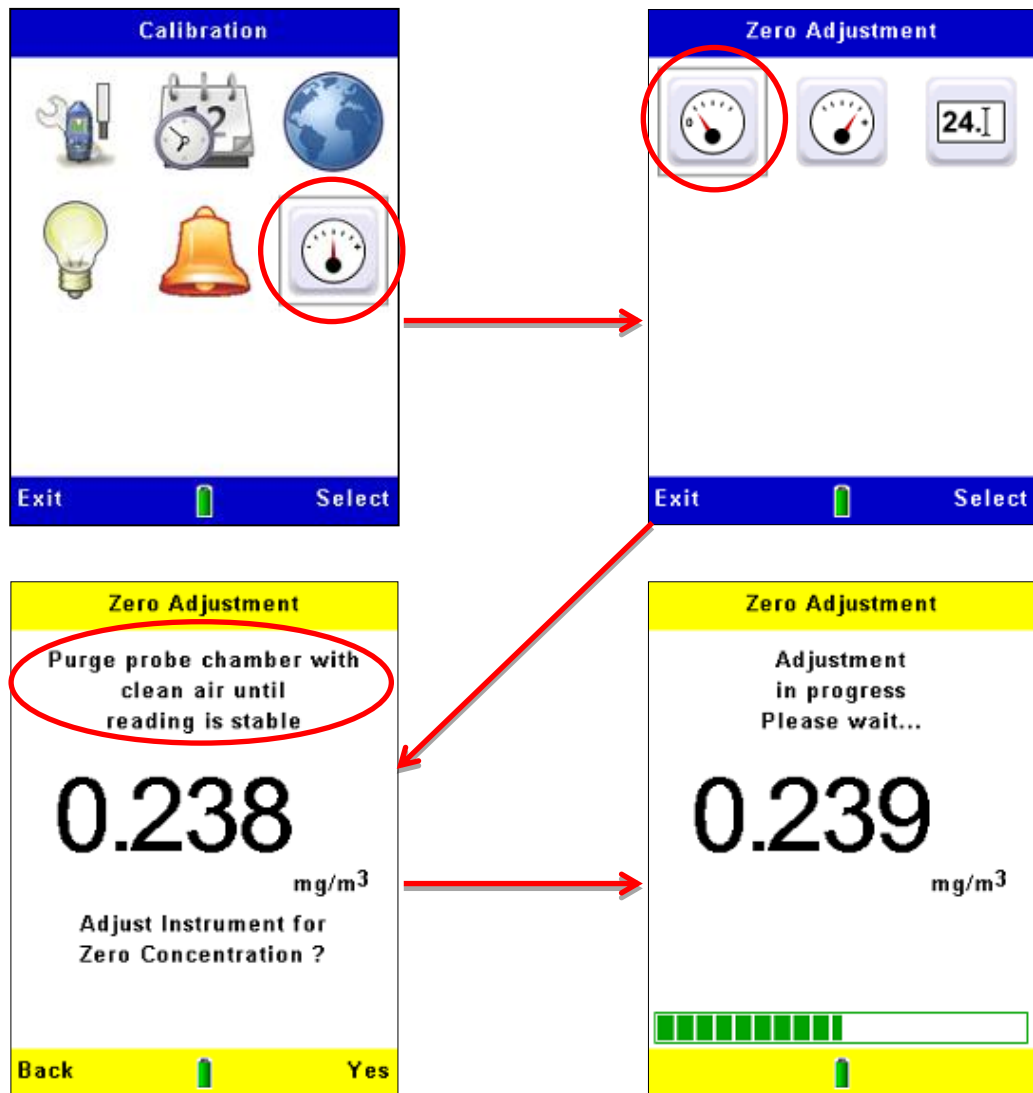 Calibration
12
Exit
Select
Zero Adjustment
0
+
24.
Exit
Select
Zero Adjustment
Purge probe chamber with
clean air until
reading is stable
0.238
mg/m³
Adjust Instrument for
Zero Concentration ?
Back
Yes
Zero Adjustment
Adjustment
in progress
Please wait...
0.239
mg/m³